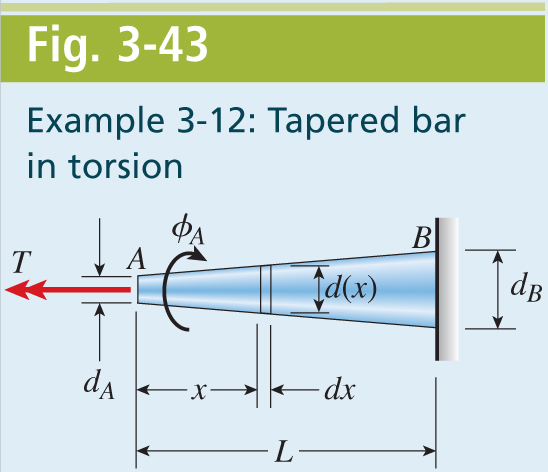 Fig. 3-43
Example 3-12: Tapered bar
in torsion
ϕA
T
A
B
d(x)
dB
dA
x
dx
L